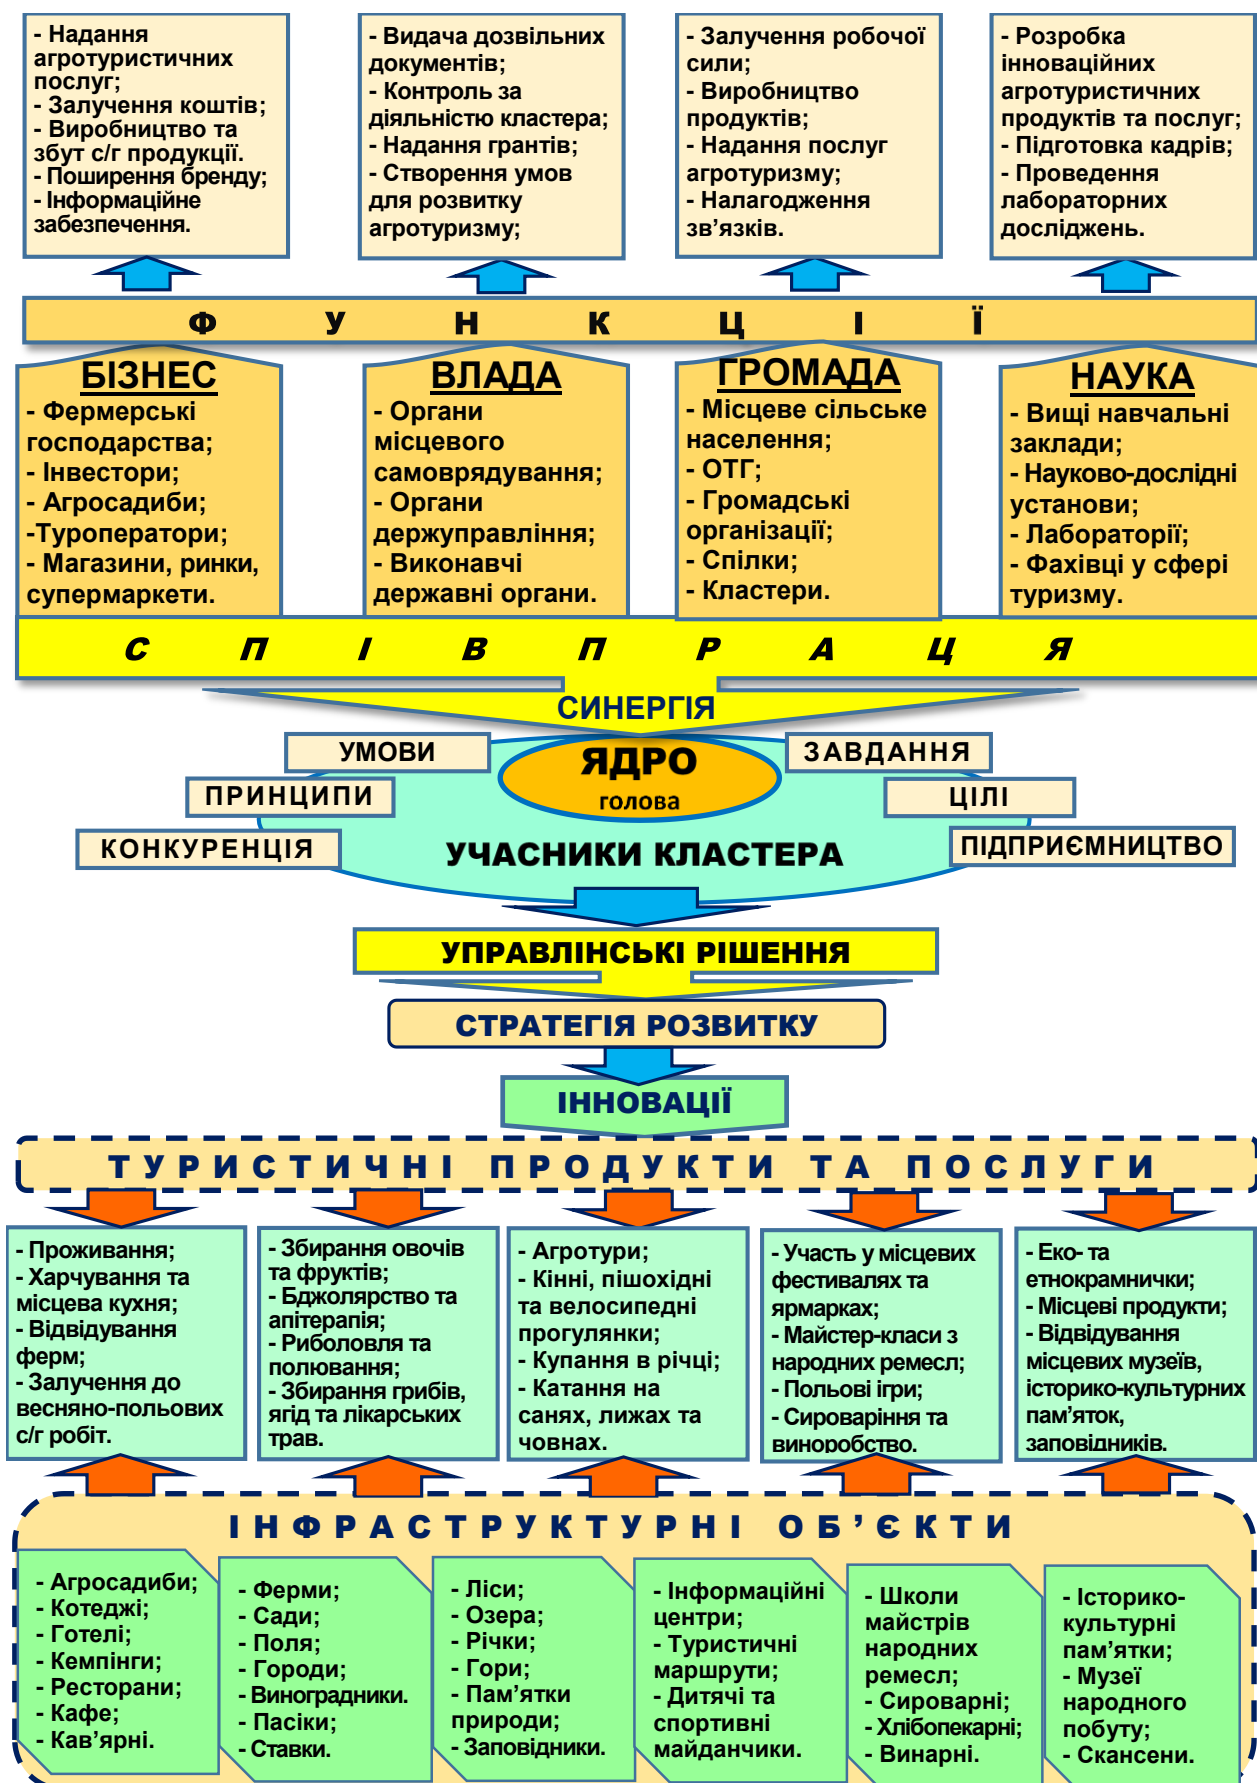 - Надання
агротуристичних
послуг;
- Залучення коштів;
- Виробництво та
збут с/г продукції.
- Поширення бренду;
- Інформаційне
забезпечення.
- Видача дозвільних
документів;
- Контроль за
діяльністю кластера;
- Надання грантів;
- Створення умов
для розвитку
агротуризму;
- Залучення робочої
сили;
- Виробництво
продуктів;
- Надання послуг
агротуризму;
- Налагодження
зв’язків.
- Розробка
інноваційних
агротуристичних
продуктів та послуг;
- Підготовка кадрів;
- Проведення
лабораторних
досліджень.
Ф У Н К Ц І Ї
БІЗНЕС
- Фермерські
господарства;
- Інвестори;
- Агросадиби;
-Туроператори;
- Магазини, ринки,
супермаркети.
ВЛАДА
- Органи
місцевого
самоврядування;
- Органи
держуправління;
- Виконавчі
державні органи.
ГРОМАДА
- Місцеве сільське
населення;
- ОТГ;
- Громадські
організації;
- Спілки;
- Кластери.
НАУКА
- Вищі навчальні
заклади;
- Науково-дослідні
установи;
- Лабораторії;
- Фахівці у сфері
туризму.
С П І В П Р А Ц Я
СИНЕРГІЯ
УМОВИ
ПРИНЦИПИ
КОНКУРЕНЦІЯ
ЯДРО
голова
ЗАВДАННЯ
ЦІЛІ
ПІДПРИЄМНИЦТВО
УЧАСНИКИ КЛАСТЕРА
УПРАВЛІНСЬКІ РІШЕННЯ
СТРАТЕГІЯ РОЗВИТКУ
ІННОВАЦІЇ
ТУРИСТИЧНІ ПРОДУКТИ ТА ПОСЛУГИ
- Проживання;
- Харчування та
місцева кухня;
- Відвідування
ферм;
- Залучення до
весняно-польових
с/г робіт.
- Збирання овочів
та фруктів;
- Бджолярство та
апітерапія;
- Риболовля та
полювання;
- Збирання грибів,
ягід та лікарських
трав.
- Агротури;
- Кінні, пішохідні
та велосипедні
прогулянки;
- Купання в річці;
- Катання на
санях, лижах та
човнах.
- Участь у місцевих
фестивалях та
ярмарках;
- Майстер-класи з
народних ремесл;
- Польові ігри;
- Сироваріння та
виноробство.
- Еко- та
етнокрамнички;
- Місцеві продукти;
- Відвідування
місцевих музеїв,
історико-культурних
пам’яток,
заповідників.
ІНФРАСТРУКТУРНІ ОБ’ЄКТИ
- Агросадиби;
- Котеджі;
- Готелі;
- Кемпінги;
- Ресторани;
- Кафе;
- Кав’ярні.
- Ферми;
- Сади;
- Поля;
- Городи;
- Виноградники.
- Пасіки;
- Ставки.
- Ліси;
- Озера;
- Річки;
- Гори;
- Пам’ятки
природи;
- Заповідники.
- Інформаційні
центри;
- Туристичні
маршрути;
- Дитячі та
спортивні
майданчики.
- Школи
майстрів
народних
ремесл;
- Сироварні;
- Хлібопекарні;
- Винарні.
- Історико-
культурні
пам’ятки;
- Музеї
народного
побуту;
- Скансени.